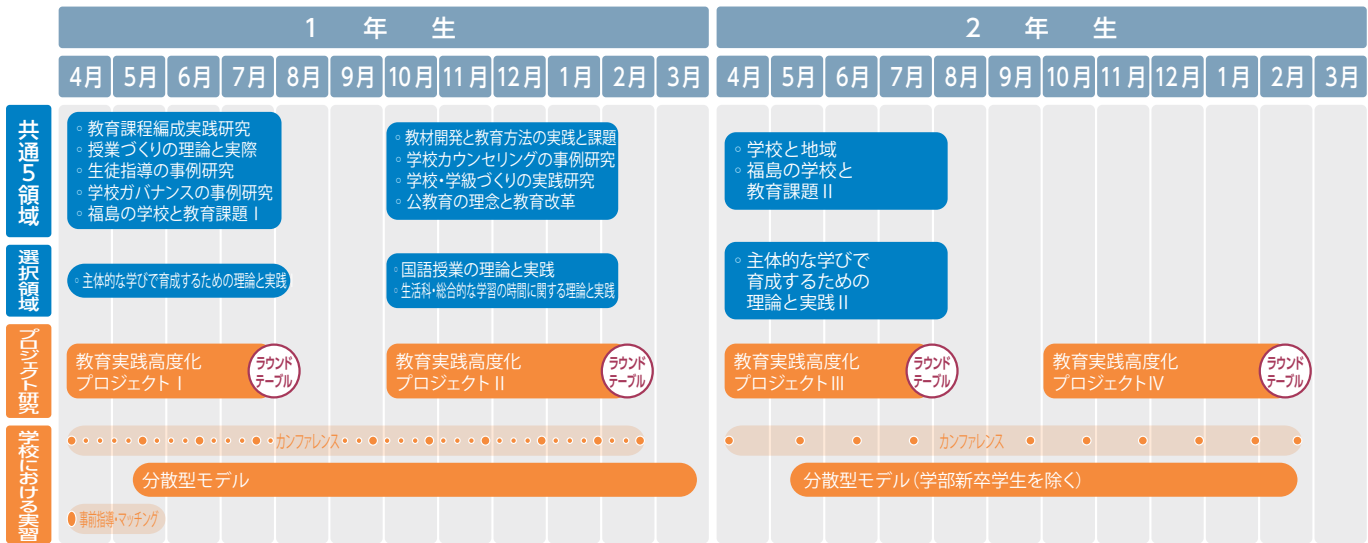 1年生
2年生
4月 5月 6月 7月 8月 9月 10月 11月 12月 1月 2月 3月
4月 5月 6月 7月 8月 9月 10月 11月 12月 1月 2月 3月
共通5領域
◦教育課程編成実践研究
◦授業づくりの理論と実際
◦生徒指導の事例研究
◦学校ガバナンスの事例研究
◦福島の学校と教育課題Ⅰ
◦教材開発と教育方法の実践と課題
◦学校カウンセリングの事例研究
◦学校・学級づくりの実践研究
◦公教育の理念と教育改革
◦学校と地域
◦福島の学校と
教育課題Ⅱ
選択領域
◦主体的な学びで育成するための理論と実践
◦国語授業の理論と実践
◦生活科・総合的な学習の時間に関する理論と実践
◦主体的な学びで
育成するための
理論と実践Ⅱ
プロジェクト研究
教育実践高度化
プロジェクトⅠ
ラウンド
テーブル
教育実践高度化
プロジェクトⅡ
ラウンド
テーブル
教育実践高度化
プロジェクトⅢ
ラウンド
テーブル
教育実践高度化
プロジェクトⅣ
ラウンド
テーブル
学校における実習
カンファレンス
カンファレンス
分散型モデル
分散型モデル(学部新卒学生を除く)
事前指導・マッチング